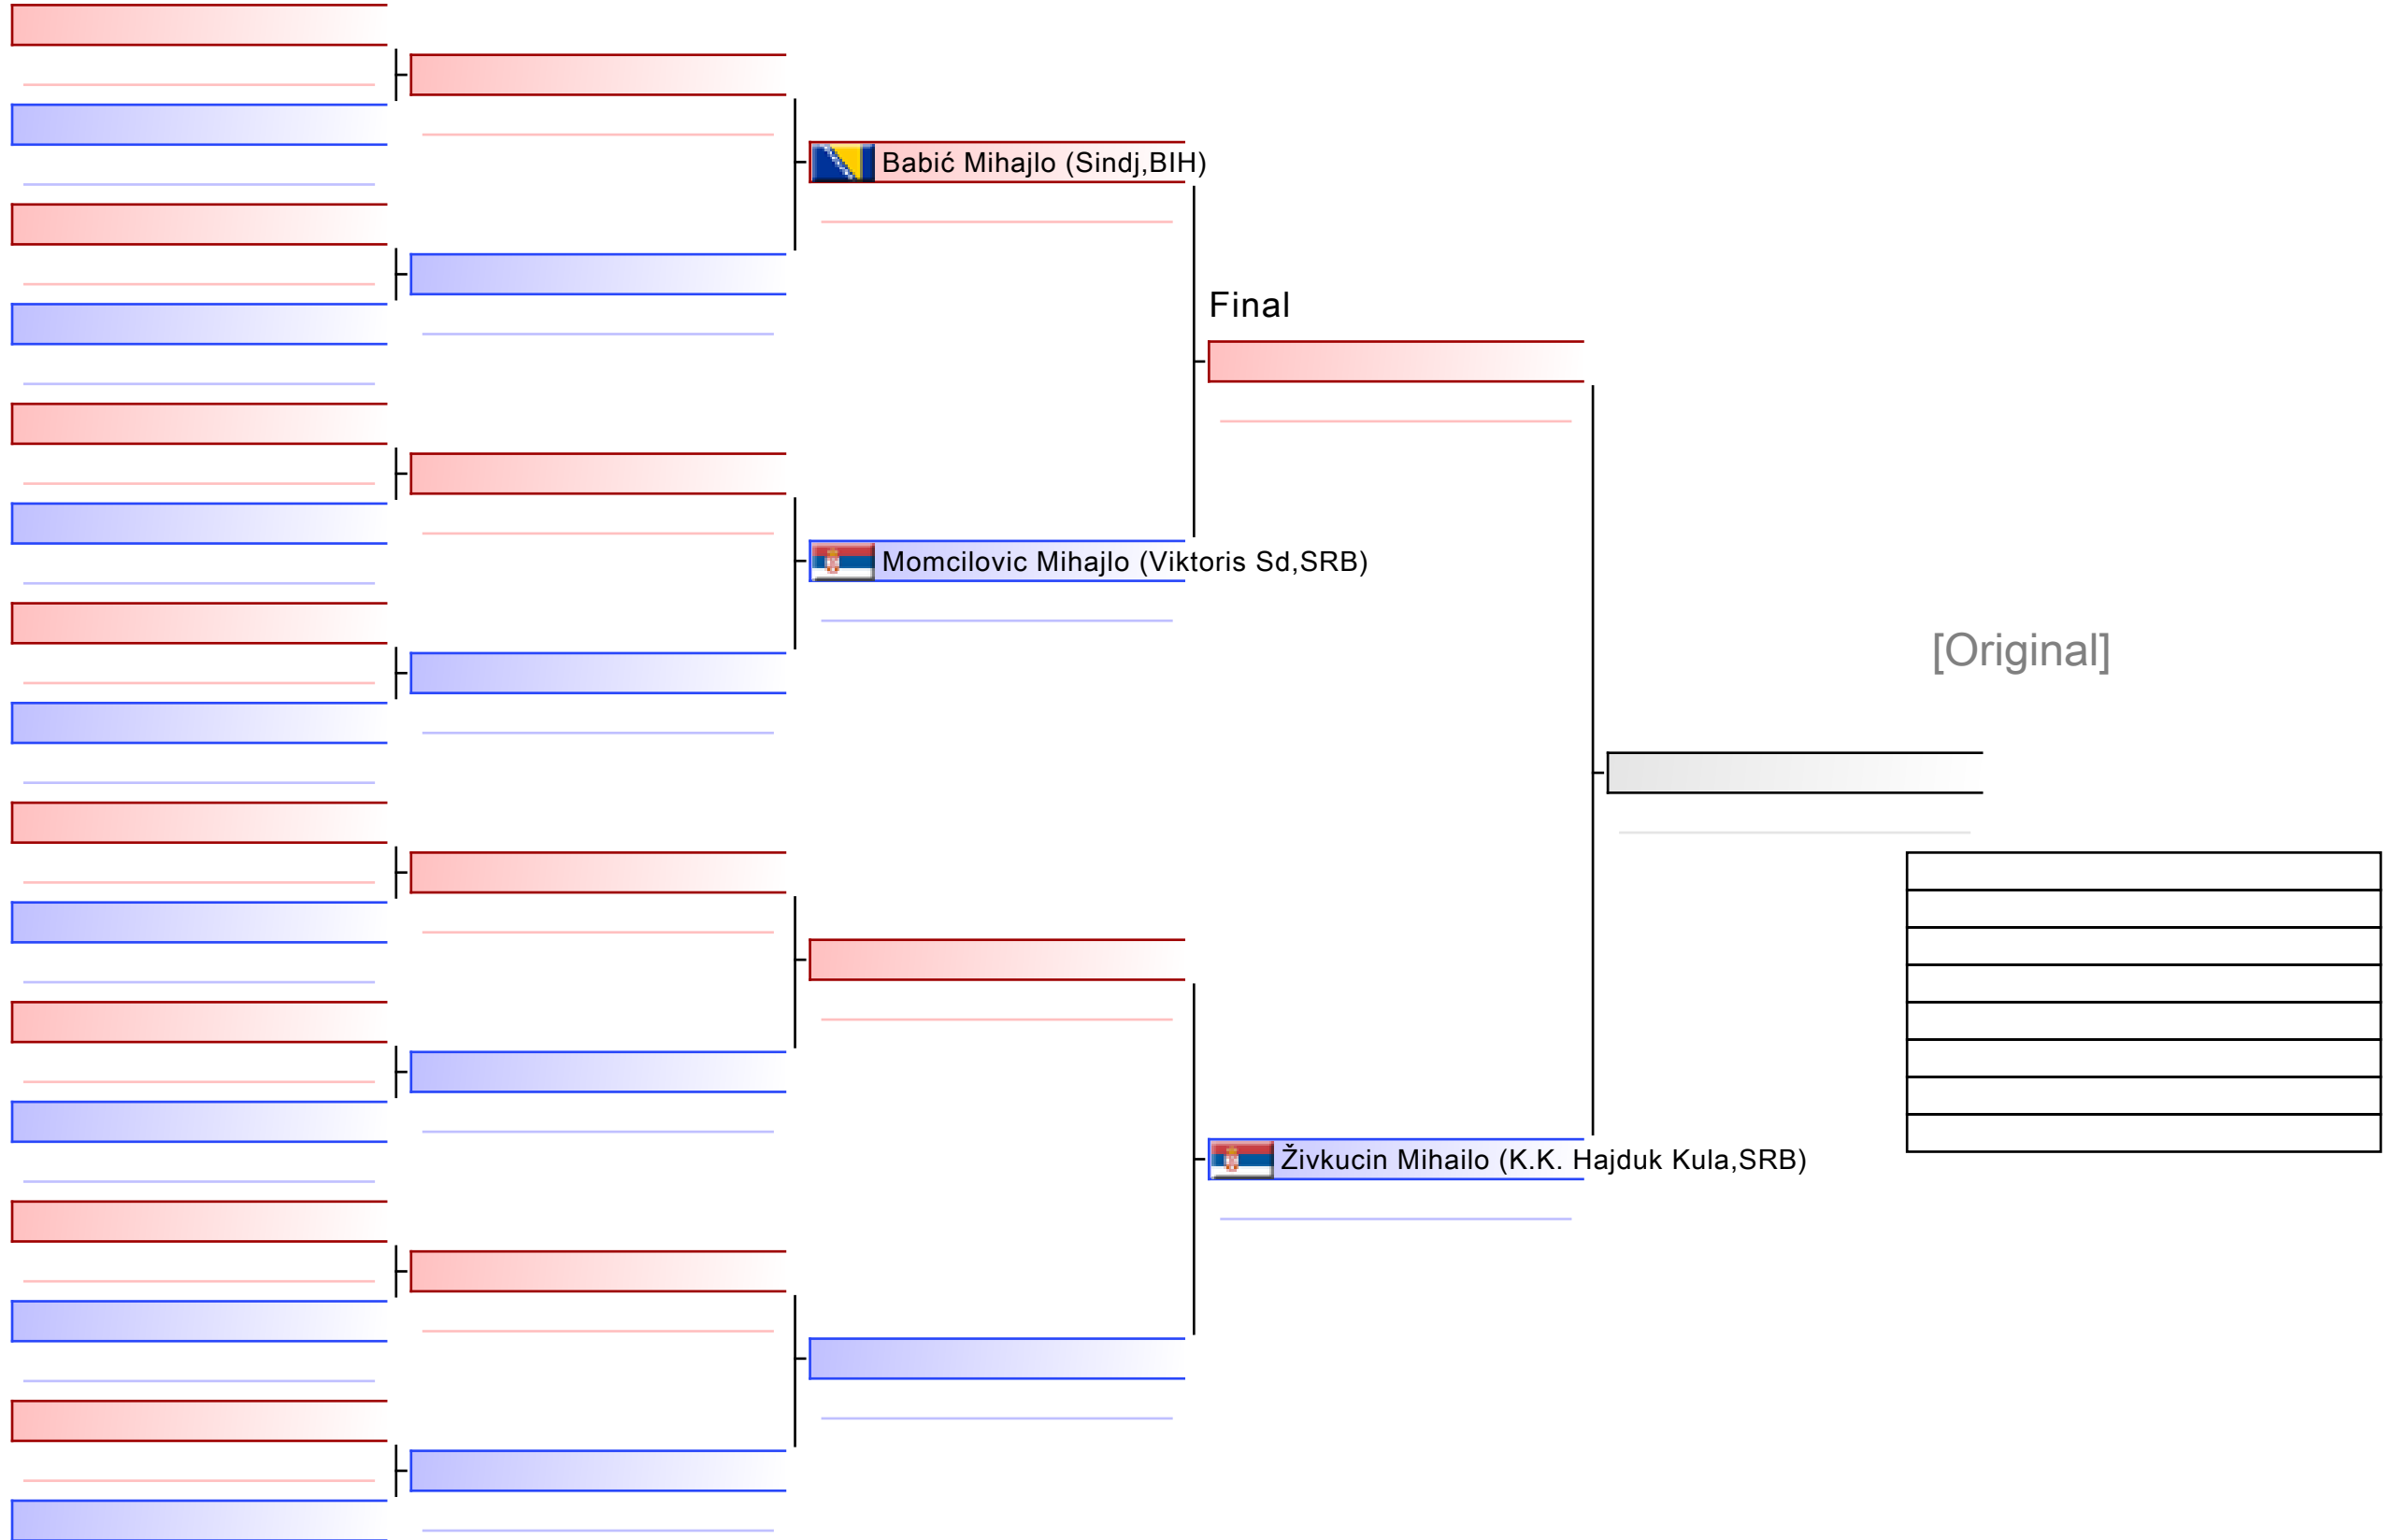 Babić Mihajlo (Sindj,BIH)
Final
Momcilovic Mihajlo (Viktoris Sd,SRB)
[Original]
Živkucin Mihailo (K.K. Hajduk Kula,SRB)